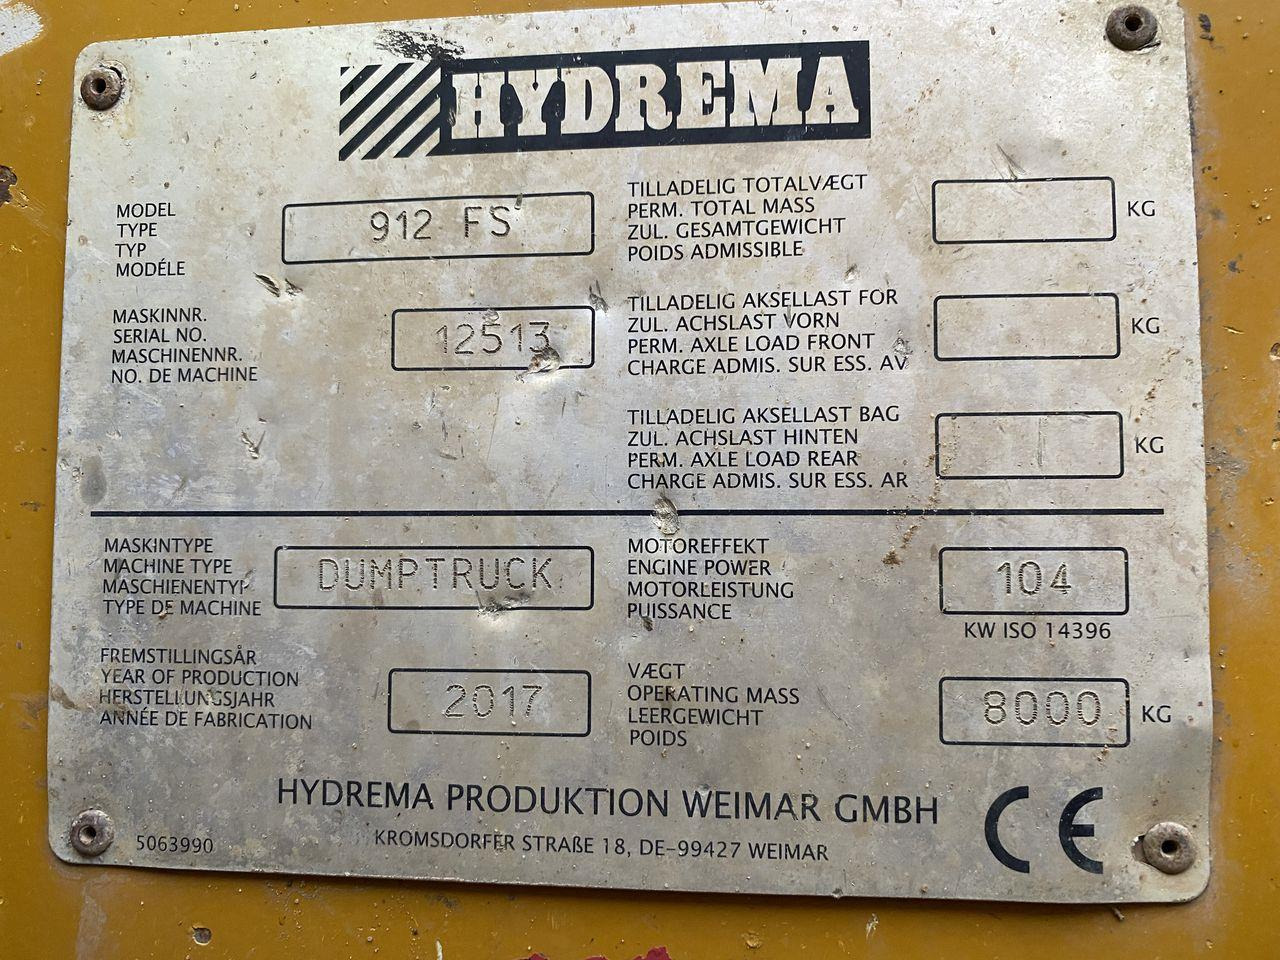 HYDREMA
MODEL
TYPE
TYP
MODÉLE
912 FS
TILLADELIG TOTALVÆGT
PERM. TOTAL MASS
ZUL. GESAMTGEWICHT
POIDS ADMISSIBLE
KG
MASKINNR.
SERIAL NO.
MASCHINENNR.
NO. DE MACHINE
12513
TILLADELIG AKSELLAST FOR
ZUL. ACHSLAST VORN
PERM. AXLE LOAD FRONT
CHARGE ADMIS. SUR ESS. AV
KG
TILLADELIG AKSELLAST BAG
ZUL. ACHSLAST HINTEN
PERM. AXLE LOAD REAR
CHARGE ADMIS. SUR ESS. AR
KG
MASKINTYPE
MACHINE TYPE
MASCHIENENTYP
TYPE DE MACHINE
DUMPTRUCK
MOTOREFFEKT
ENGINE POWER
MOTORLEISTUNG
PUISSANCE
104
KW ISO 14396
FREMSTILLINGSÅR
YEAR OF PRODUCTION
HERSTELLUNGSJAHR
ANNÉE DE FABRICATION
2017
VÆGT
OPERATING MASS
LEERGEWICHT
POIDS
8000 KG
HYDREMA PRODUKTION WEIMAR GMBH
KROMSDORFER STRAßE 18, DE-99427 WEIMAR
5063990
CE